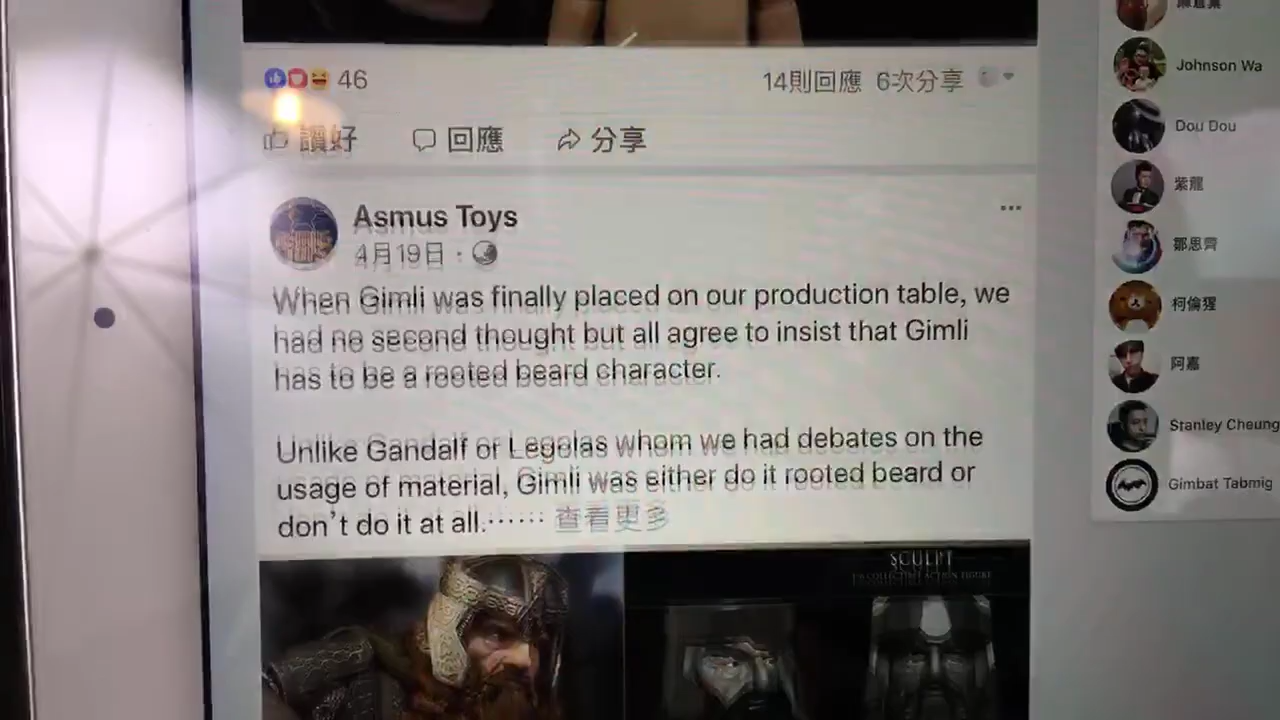 Johnson Wa
46
14則回應 6次分享
讚好 回應 分享
Dou Dou
紫龍
Asmus Toys
4月19日
鄒思齊
When Gimli was finally placed on our production table, we
had no second thought but all agree to insist that Gimli
has to be a rooted beard character.
柯倫猩
阿嘉
Unlike Gandalf or Legolas whom we had debates on the
usage of material, Gimli was either do it rooted beard or
don't do it at all.…… 查看更多
Stanley Cheung
Gimbat Tabmig
SCULPT